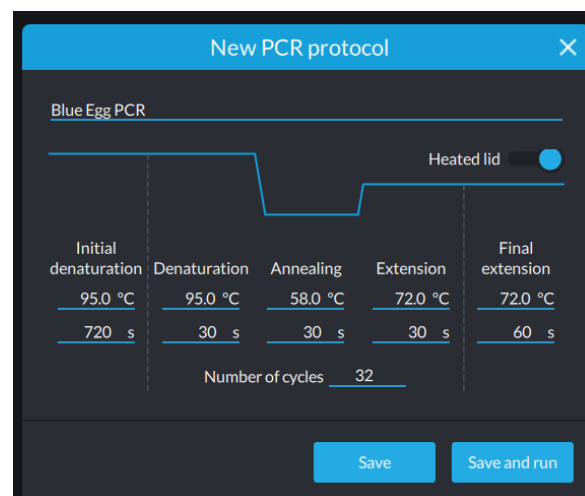 New PCR protocol
Blue Egg PCR
Heated lid
Initial
denaturation Denaturation Annealing Extension Final
extension
95.0 °C 95.0 °C 58.0 °C 72.0 °C 72.0 °C
720 s 30 s 30 s 30 s 60 s
Number of cycles 32
Save Save and run